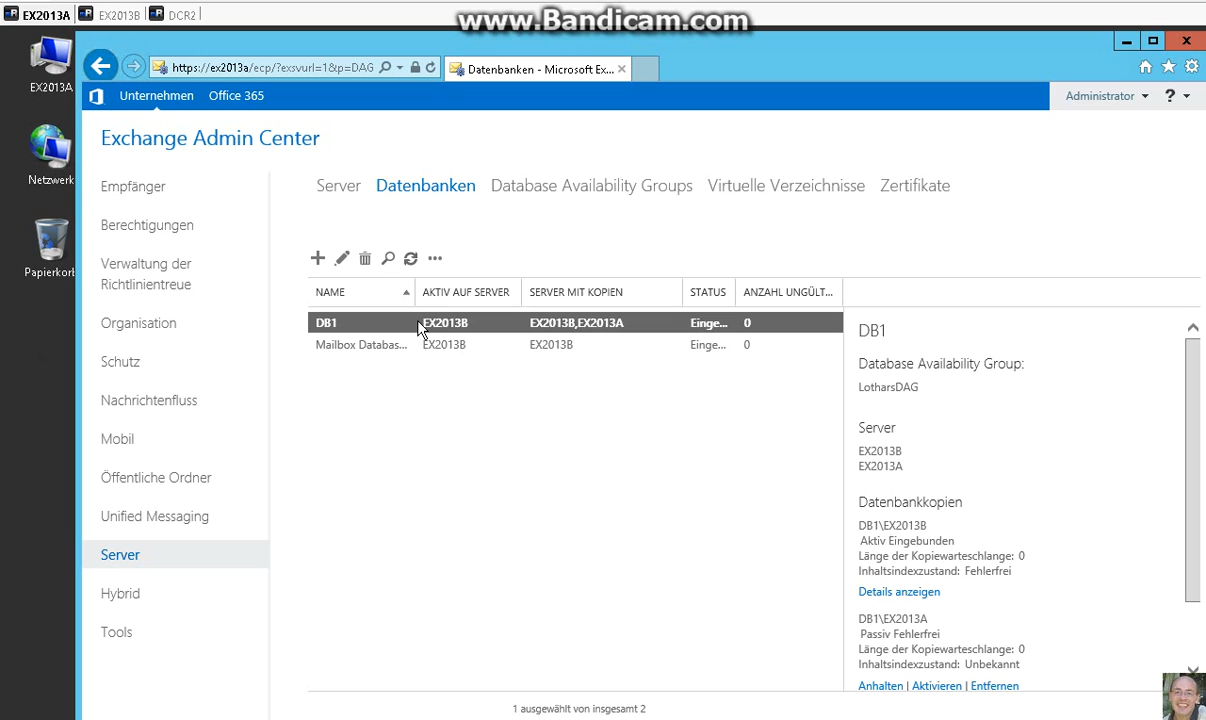 www.Bandicam.com
EX2013A EX2013B DCR2
EX2013A
Netzwerk
Papierkorb
https://ex2013a/ecp/?exsvurl=1&p=DAG
Datenbanken - Microsoft Ex...
Unternehmen Office 365 Administrator ?
Exchange Admin Center
Empfänger
Berechtigungen
Verwaltung der
Richtlinientreue
Organisation
Schutz
Nachrichtenfluss
Mobil
Öffentliche Ordner
Unified Messaging
Server
Hybrid
Tools
Server Datenbanken Database Availability Groups Virtuelle Verzeichnisse Zertifikate
NAME AKTIV AUF SERVER SERVER MIT KOPIEN STATUS ANZAHL UNGÜLT...
DB1 EX2013B EX2013B,EX2013A Einge... 0
Mailbox Databas... EX2013B EX2013B Einge... 0
DB1
Database Availability Group:
LotharsDAG
Server
EX2013B
EX2013A
Datenbankkopien
DB1\EX2013B
Aktiv Eingebunden
Länge der Kopiewarteschlange: 0
Inhaltsindexzustand: Fehlerfrei
Details anzeigen
DB1\EX2013A
Passiv Fehlerfrei
Länge der Kopiewarteschlange: 0
Inhaltsindexzustand: Unbekannt
Anhalten | Aktivieren | Entfernen
1 ausgewählt von insgesamt 2